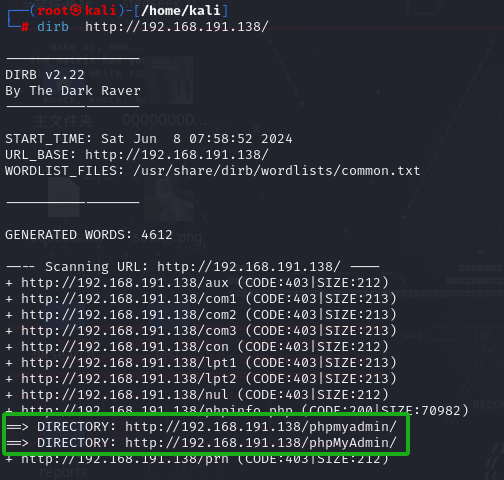 ┌──(root㉿kali)-[/home/kali]
└─# dirb  http://192.168.191.138/
-----------------
DIRB v2.22
By The Dark Raver
-----------------
START_TIME: Sat Jun  8 07:58:52 2024
URL_BASE: http://192.168.191.138/
WORDLIST_FILES: /usr/share/dirb/wordlists/common.txt
-----------------
GENERATED WORDS: 4612
---- Scanning URL: http://192.168.191.138/ ----
+ http://192.168.191.138/aux (CODE:403|SIZE:212)
+ http://192.168.191.138/com1 (CODE:403|SIZE:213)
+ http://192.168.191.138/com2 (CODE:403|SIZE:213)
+ http://192.168.191.138/com3 (CODE:403|SIZE:213)
+ http://192.168.191.138/con (CODE:403|SIZE:212)
+ http://192.168.191.138/lpt1 (CODE:403|SIZE:213)
+ http://192.168.191.138/lpt2 (CODE:403|SIZE:213)
+ http://192.168.191.138/nul (CODE:403|SIZE:212)
+ http://192.168.191.138/phpinfo.php (CODE:200|SIZE:70982)
==> DIRECTORY: http://192.168.191.138/phpmyadmin/
==> DIRECTORY: http://192.168.191.138/phpMyAdmin/
+ http://192.168.191.138/prn (CODE:403|SIZE:212)
reports